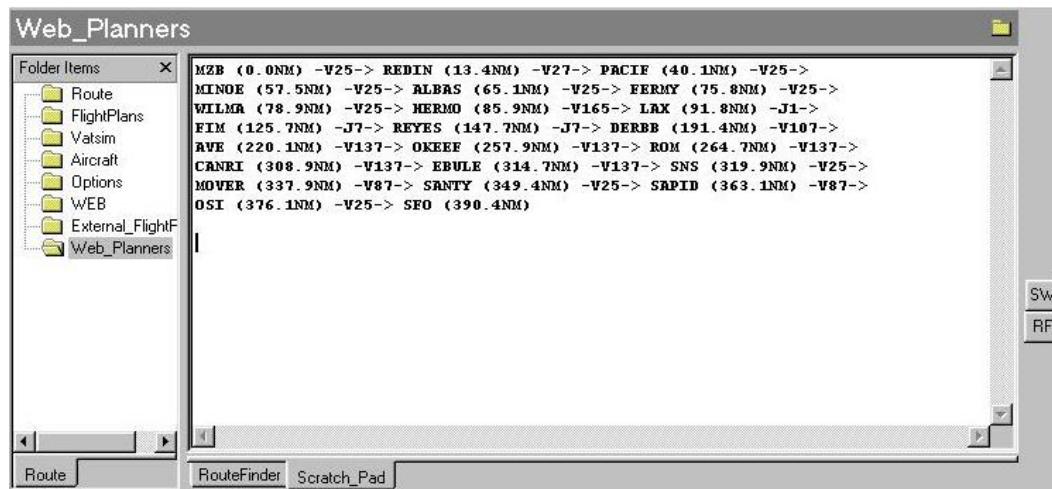 Web_Planners
Folder Items
Route
FlightPlans
Vatsim
Aircraft
Options
WEB
External_FlightF
Web_Planners
Route
MZB (0.0NM) -V25-> REDIN (13.4NM) -V27-> PACIF (40.1NM) -V25->
MINOE (57.5NM) -V25-> ALBAS (65.1NM) -V25-> FERMY (75.8NM) -V25->
WILMA (78.9NM) -V25-> HERMO (85.9NM) -V165-> LAX (91.8NM) -J1->
FIM (125.7NM) -J7-> REYES (147.7NM) -J7-> DERBB (191.4NM) -V107->
AVE (220.1NM) -V137-> OKEEF (257.9NM) -V137-> ROM (264.7NM) -V137->
CANRI (308.9NM) -V137-> EBULE (314.7NM) -V137-> SNS (319.9NM) -V25->
MOVER (337.9NM) -V87-> SANTY (349.4NM) -V25-> SAPID (363.1NM) -V87->
OSI (376.1NM) -V25-> SFO (390.4NM)
RouteFinder
Scratch_Pad
SW